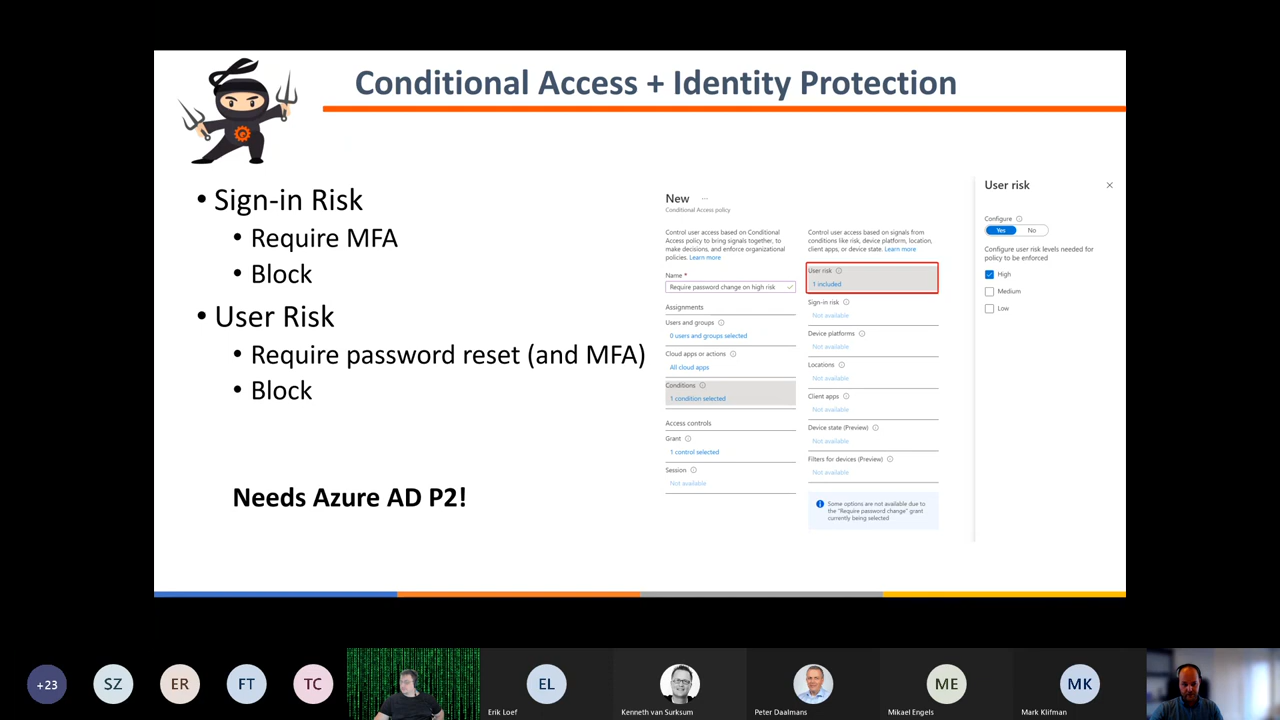 Conditional Access + Identity Protection
• Sign-in Risk
• Require MFA
• Block
• User Risk
• Require password reset (and MFA)
• Block
Needs Azure AD P2!
New ...
Conditional Access policy
Control user access based on Conditional
Access policy to bring signals together, to
make decisions, and enforce organizational
policies. Learn more
Name *
Require password change on high risk
Assignments
Users and groups
0 users and groups selected
Cloud apps or actions
All cloud apps
Conditions
1 condition selected
Access controls
Grant
1 control selected
Session
Not available
Control user access based on signals from
conditions like risk, device platform, location,
client apps, or device state. Learn more
User risk
1 included
Sign-in risk
Not available
Device platforms
Not available
Locations
Not available
Client apps
Not available
Device state (Preview)
Not available
Filters for devices (Preview)
Not available
Some options are not available due to
the "Require password change" grant
currently being selected
User risk
Configure
Yes No
Configure user risk levels needed for
policy to be enforced
High
Medium
Low
+23
SZ
ER
FT
TC
EL
Erik Loef
Kenneth van Surksum
Peter Daalmans
ME
Mikael Engels
MK
Mark Klifman